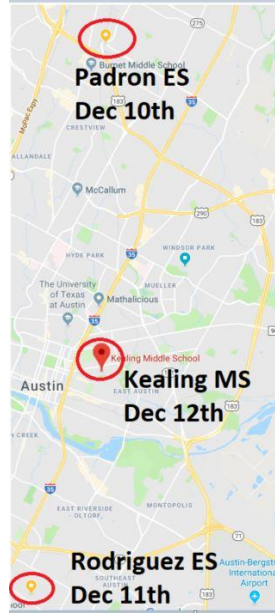 275
Burnet Middle School
Padron ES
183
Dec 10th
35
MoPac Expy
CRESTVIEW
ALLANDALE
McCallum
290
HYDE PARK
WINDSOR PARK
35
The University
of Texas
at Austin
MUELLER
Mathalicious
35
Kealing Middle School
Kealing MS
Austin
EAST AUSTIN
Dec 12th
183
CREEK
35
EAST RIVERSIDE
- OLTORF
MONTOPOLIS
71
Rodriguez ES
Austin-Bergstrom
International
Airport
SOUTHEAST
AUSTIN
Dec 11th
183